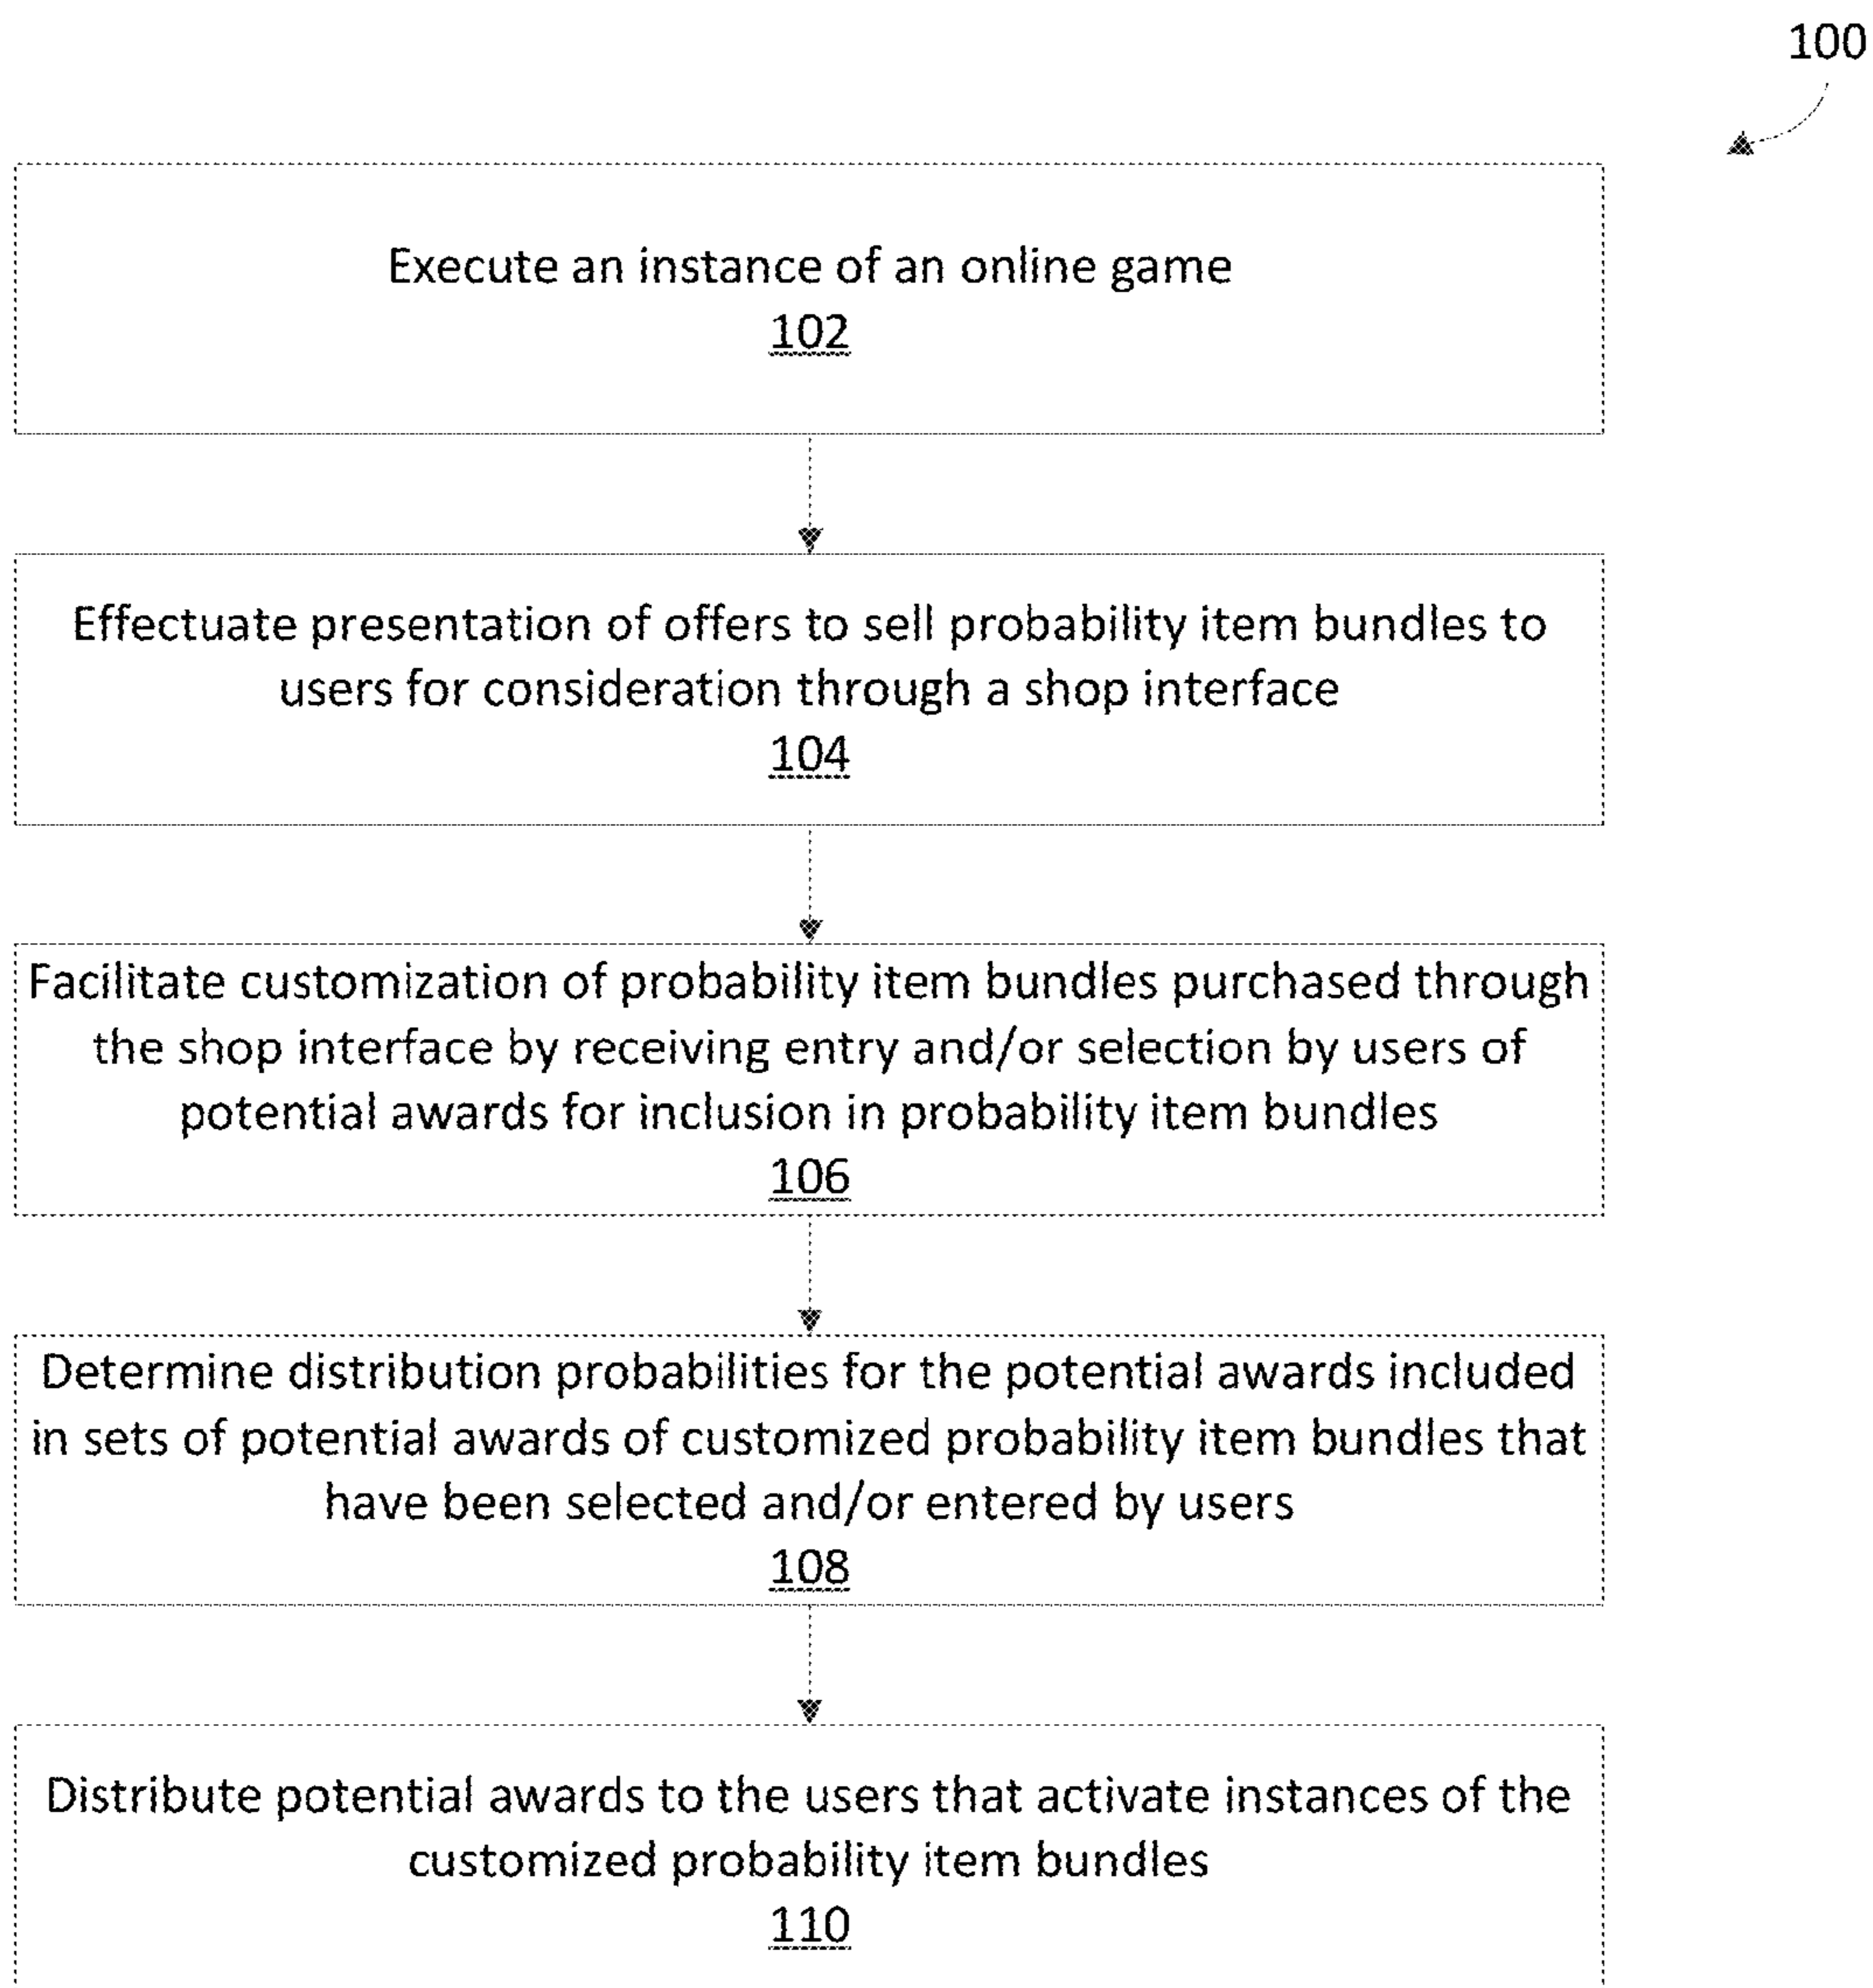 100
Execute an instance of an online game
102
Effectuate presentation of offers to sell probability item bundles to
users for consideration through a shop interface
104
Facilitate customization of probability item bundles purchased through
the shop interface by receiving entry and/or selection by users of
potential awards for inclusion in probability item bundles
106
Determine distribution probabilities for the potential awards included
in sets of potential awards of customized probability item bundles that
have been selected and/or entered by users
108
Distribute potential awards to the users that activate instances of the
customized probability item bundles
110